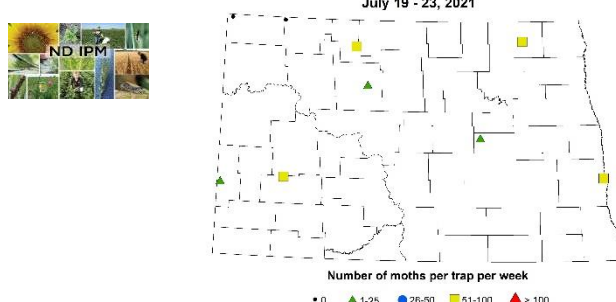 July 19 - 23, 2021
ND IPM
Number of moths per trap per week
0 1-25 26-50 51-100 > 100